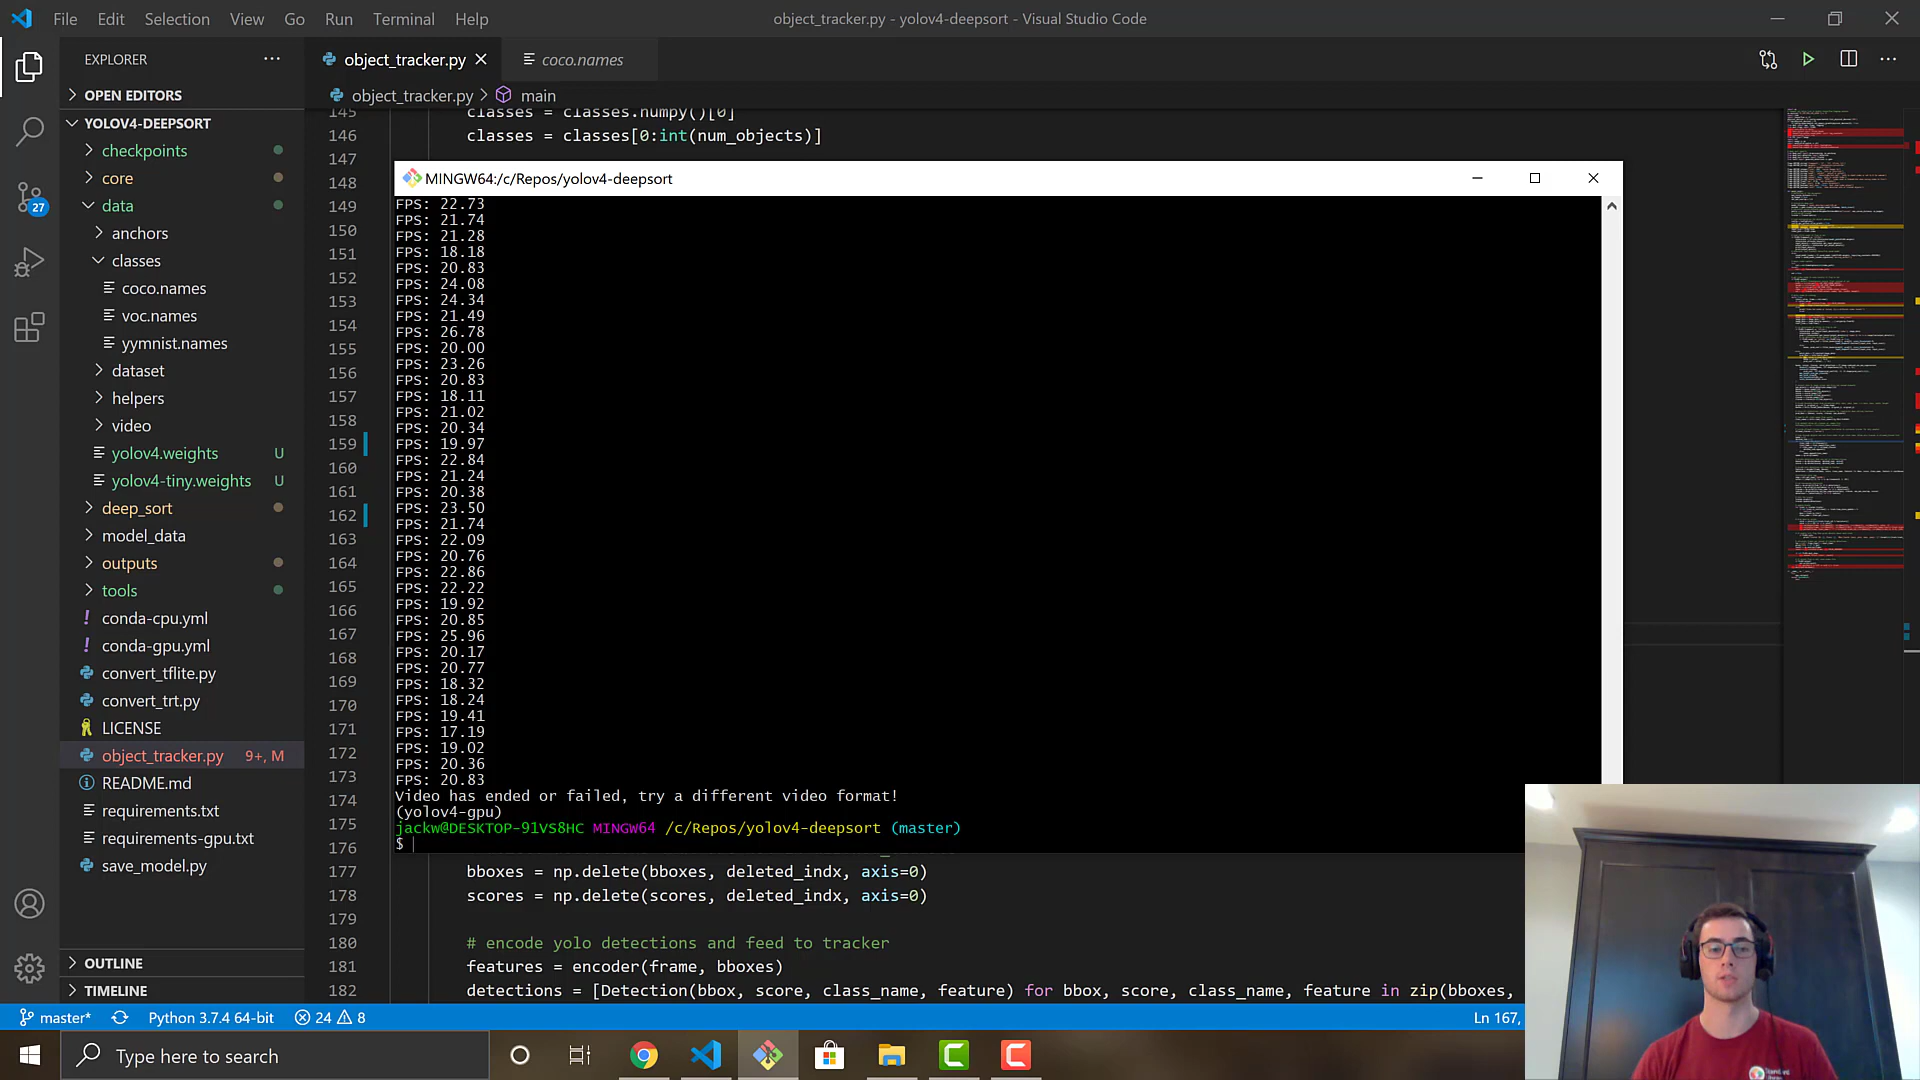 File Edit Selection View Go Run Terminal Help
object_tracker.py - yolov4-deepsort - Visual Studio Code
EXPLORER
OPEN EDITORS
YOLOV4-DEEPSORT
checkpoints
core
data
anchors
classes
coco.names
voc.names
yymnist.names
dataset
helpers
video
yolov4.weights U
yolov4-tiny.weights U
deep_sort
model_data
outputs
tools
! conda-cpu.yml
! conda-gpu.yml
convert_tflite.py
convert_trt.py
LICENSE
object_tracker.py 9+, M
README.md
requirements.txt
requirements-gpu.txt
save_model.py
OUTLINE
TIMELINE
27
object_tracker.py
coco.names
object_tracker.py > main
145 classes = classes.numpy()[0]
146 classes = classes[0:int(num_objects)]
147
148
149
150
151
152
153
154
155
156
157
158
159
160
161
162
163
164
165
166
167
168
169
170
171
172
173
174
175
176
177 bboxes = np.delete(bboxes, deleted_indx, axis=0)
178 scores = np.delete(scores, deleted_indx, axis=0)
179
180 # encode yolo detections and feed to tracker
181 features = encoder(frame, bboxes)
182 detections = [Detection(bbox, score, class_name, feature) for bbox, score, class_name, feature in zip(bboxes,
MINGW64:/c/Repos/yolov4-deepsort
FPS: 22.73
FPS: 21.74
FPS: 21.28
FPS: 18.18
FPS: 20.83
FPS: 24.08
FPS: 24.34
FPS: 21.49
FPS: 26.78
FPS: 20.00
FPS: 23.26
FPS: 20.83
FPS: 18.11
FPS: 21.02
FPS: 20.34
FPS: 19.97
FPS: 22.84
FPS: 21.24
FPS: 20.38
FPS: 23.50
FPS: 21.74
FPS: 22.09
FPS: 20.76
FPS: 22.86
FPS: 22.22
FPS: 19.92
FPS: 20.85
FPS: 25.96
FPS: 20.17
FPS: 20.77
FPS: 18.32
FPS: 18.24
FPS: 19.41
FPS: 17.19
FPS: 19.02
FPS: 20.36
FPS: 20.83
Video has ended or failed, try a different video format!
(yolov4-gpu)
jackw@DESKTOP-91VS8HC MINGW64 /c/Repos/yolov4-deepsort (master)
$
master* Python 3.7.4 64-bit 24 8
Ln 167,
Type here to search